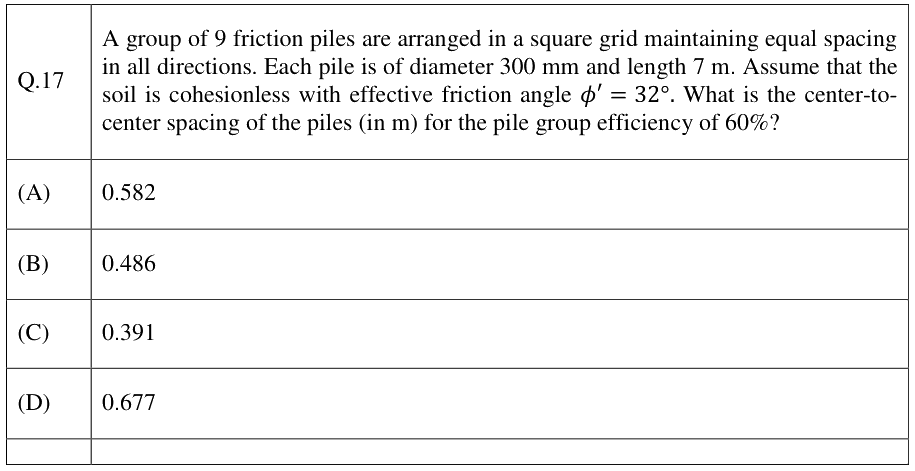 A group of 9 friction piles are arranged in a square grid maintaining equal spacing
in all directions. Each pile is of diameter 300 mm and length 7 m. Assume that the
Q.17
soil is cohesionless with effective friction angle 𝜙′ = 32°. What is the center-to-
center spacing of the piles (in m) for the pile group efficiency of 60%?
(A) 0.582
(B) 0.486
(C) 0.391
(D) 0.677